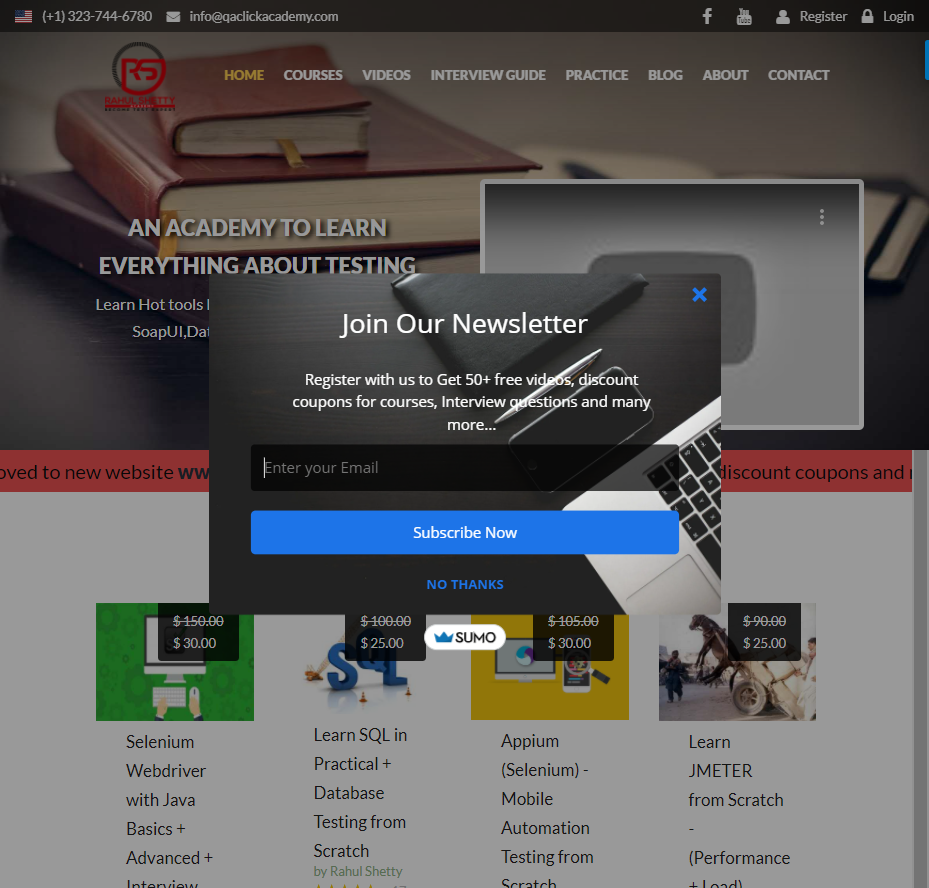 (+1) 323-744-6780 info@qaclickacademy.com Register Login
RAHUL SHETTY
HOME COURSES VIDEOS INTERVIEW GUIDE PRACTICE BLOG ABOUT CONTACT
AN ACADEMY TO LEARN
EVERYTHING ABOUT TESTING
Learn Hot tools
SoapUI,Dat
×
Join Our Newsletter
Register with us to Get 50+ free videos, discount
coupons for courses, Interview questions and many
more...
Enter your Email
Subscribe Now
NO THANKS
SUMO
oved to new website ww
discount coupons and
$ 150.00
$ 30.00
$ 100.00
$ 25.00
$ 105.00
$ 30.00
$ 90.00
$ 25.00
SQL
Selenium
Webdriver
with Java
Basics +
Advanced +
Interview
Learn SQL in
Practical +
Database
Testing from
Scratch
by Rahul Shetty
Appium
(Selenium) -
Mobile
Automation
Testing from
Scratch
Learn
JMETER
from Scratch
-
(Performance
+ Load)